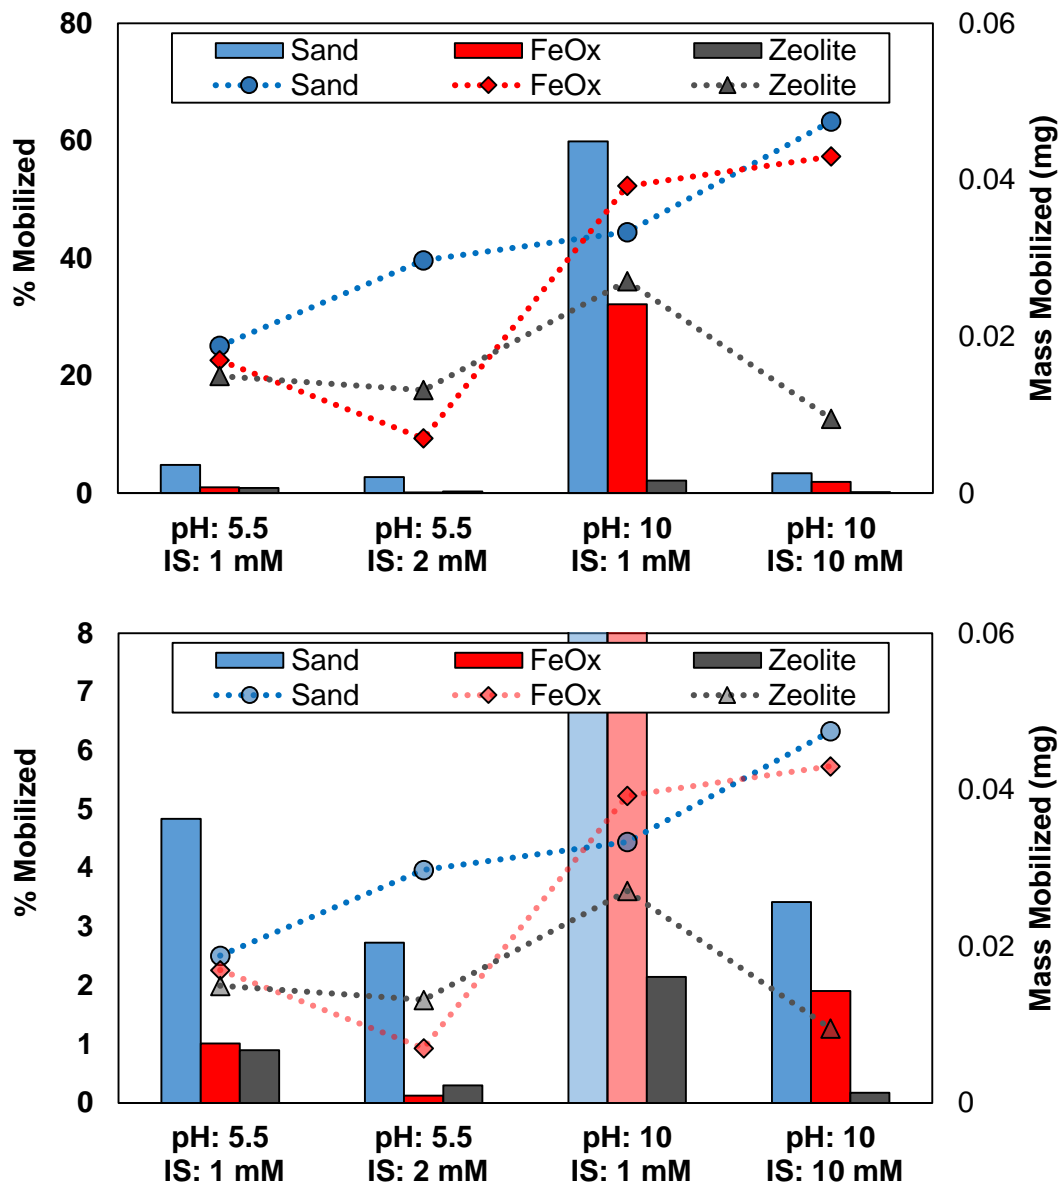 80
60
40
20
0
% Mobilized
Sand FeOx Zeolite
Sand FeOx Zeolite
0.06
0.04
0.02
0
Mass Mobilized (mg)
pH: 5.5 pH: 5.5 pH: 10 pH: 10
IS: 1 mM IS: 2 mM IS: 1 mM IS: 10 mM
8
7
6
5
4
3
2
1
0
% Mobilized
Sand FeOx Zeolite
Sand FeOx Zeolite
0.06
0.04
0.02
0
Mass Mobilized (mg)
pH: 5.5 pH: 5.5 pH: 10 pH: 10
IS: 1 mM IS: 2 mM IS: 1 mM IS: 10 mM